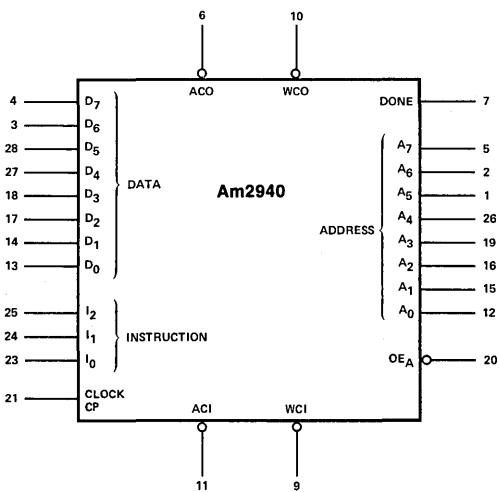 6 10
ACO WCO
4 D7 DONE 7
3 D6
28 D5 A7 5
27 D4 A6 2
18 D3 DATA Am2940 A5 1
17 D2 ADDRESS A4 26
14 D1 A3 19
13 D0 A2 16
A1 15
25 I2 A0 12
24 I1 INSTRUCTION
23 I0 OEA 20
21 CLOCK
CP
ACI WCI
11 9